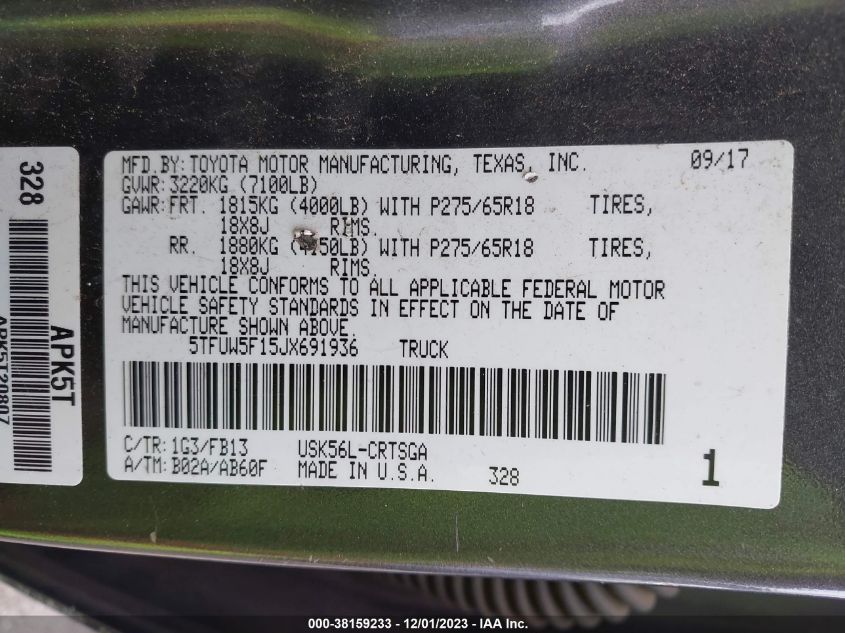 MFD.BY: TOYOTA MOTOR MANUFACTURING, TEXAS, INC. 09/17
GVWR: 3220KG (7100LB)
GAWR: FRT. 1815KG (4000LB) WITH P275/65R18 TIRES,
18X8J RIMS.
RR. 1880KG (4150LB) WITH P275/65R18 TIRES,
18X8J RIMS.
THIS VEHICLE CONFORMS TO ALL APPLICABLE FEDERAL MOTOR
VEHICLE SAFETY STANDARDS IN EFFECT ON THE DATE OF
MANUFACTURE SHOWN ABOVE.
5TFUW5F15JX691936 TRUCK
C/TR: 1G3/FB13 USK56L-CRTSGA
A/TM: B02A/AB60F MADE IN U.S.A. 328 1
328
APK5T
APK5T20807
000-38159233 - 12/01/2023 - IAA Inc.